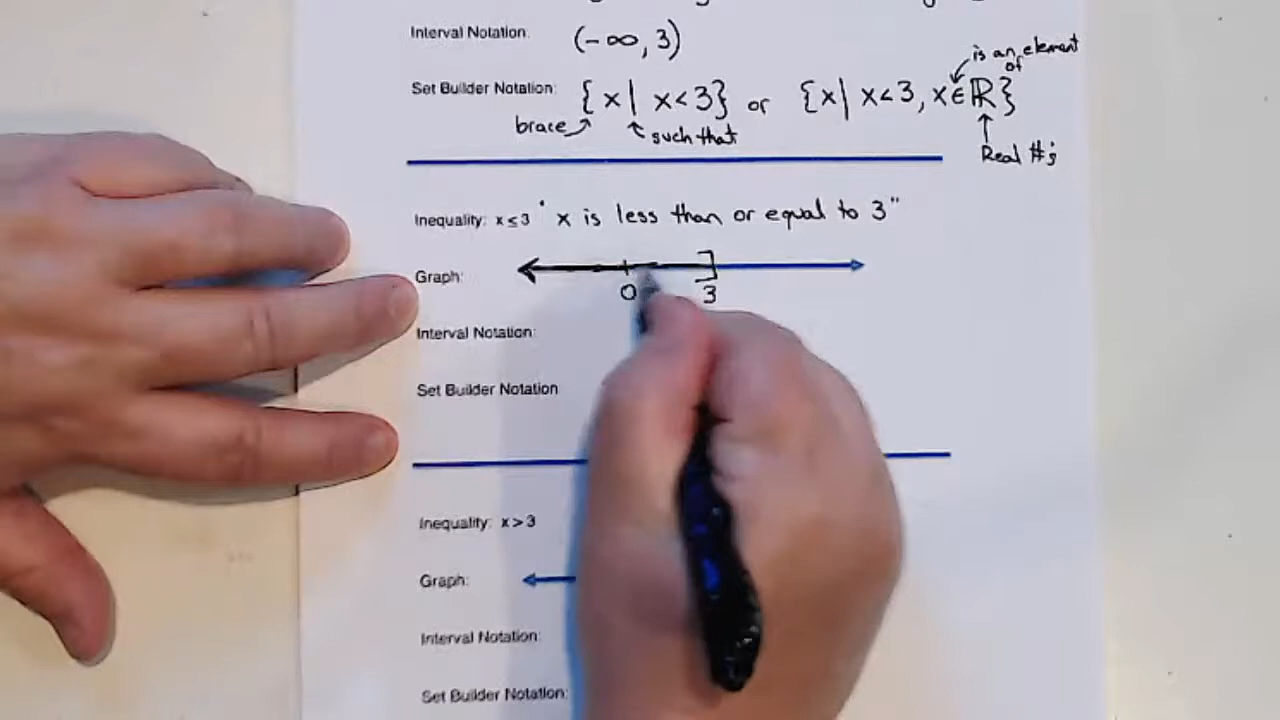 Interval Notation: (-∞, 3)
is an element of
Set Builder Notation: { x | x<3} or {x| x<3, x∈ℝ}
brace such that
Real #'s
Inequality: x ≤ 3 "x is less than or equal to 3"
Graph:
0 3
Interval Notation:
Set Builder Notation
Inequality: x > 3
Graph:
Interval Notation:
Set Builder Notation: